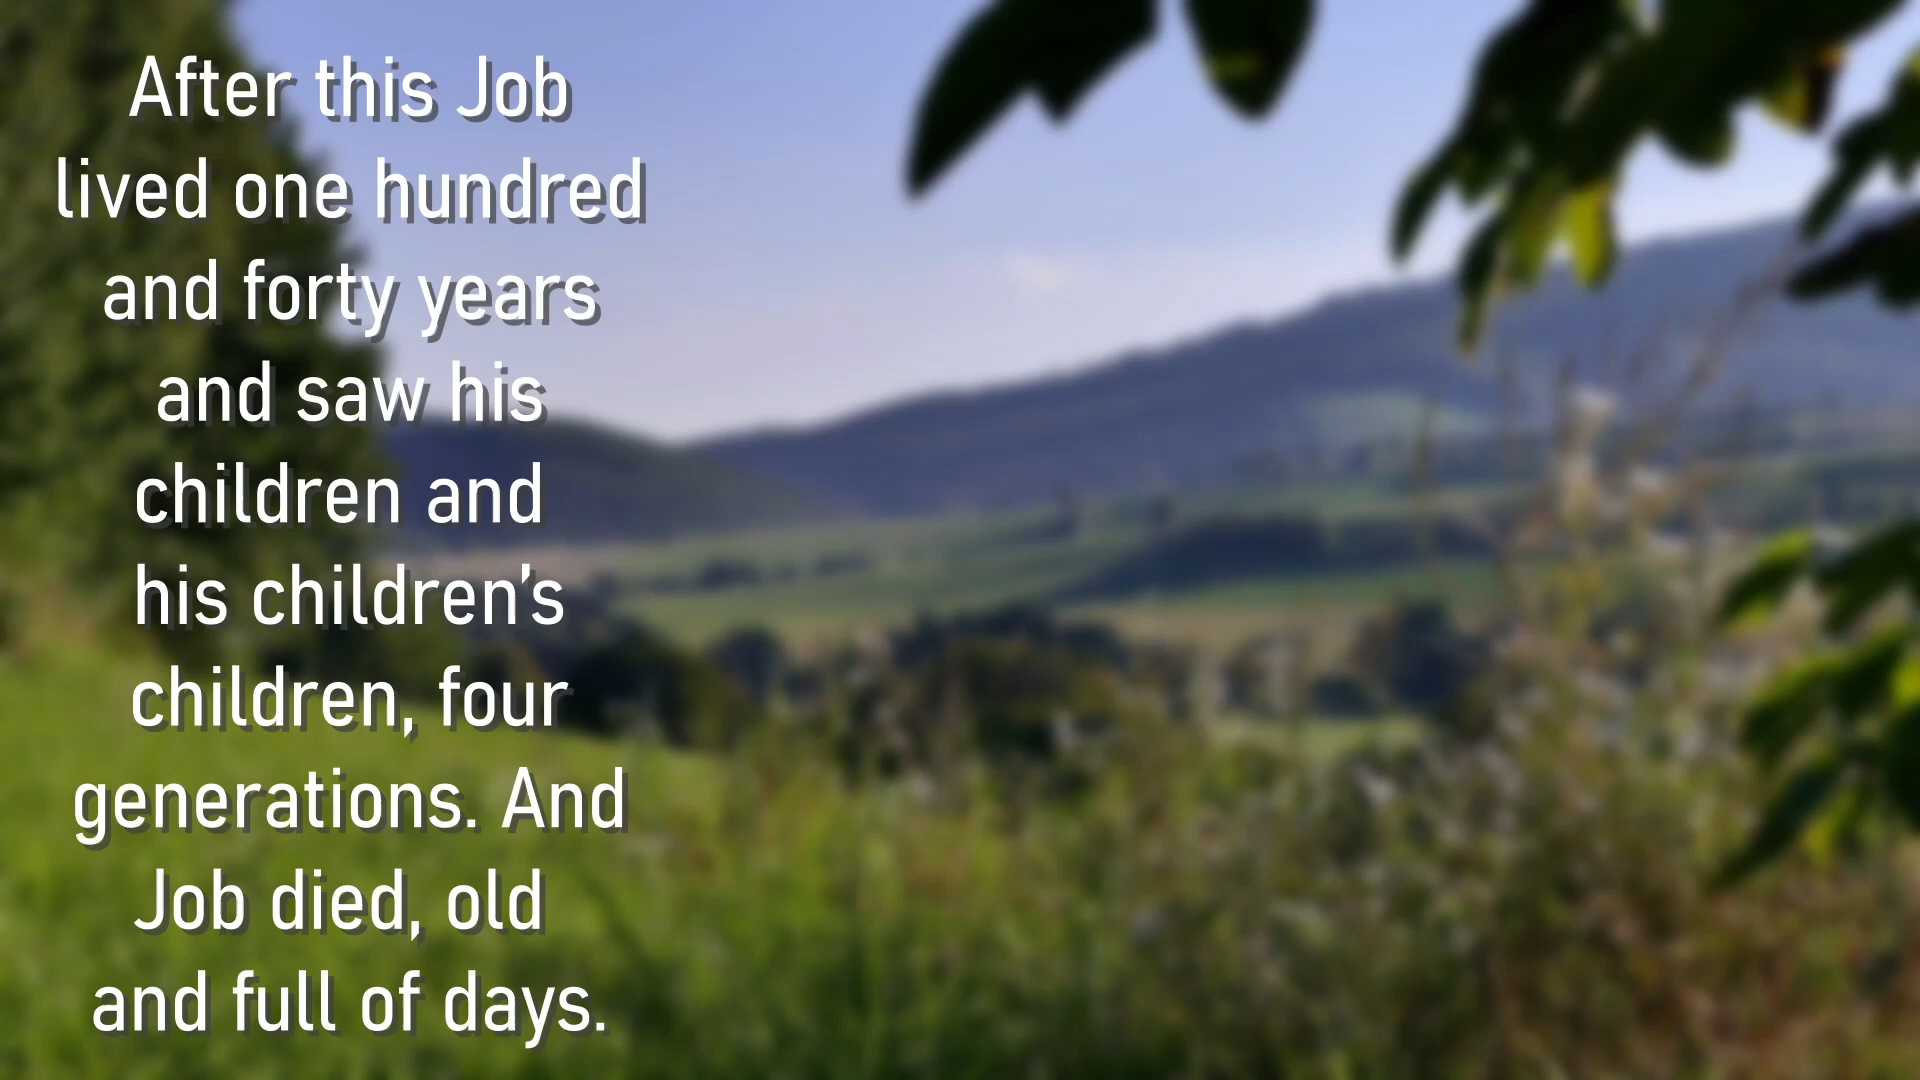 After this Job
lived one hundred
and forty years
and saw his
children and
his children’s
children, four
generations. And
Job died, old
and full of days.